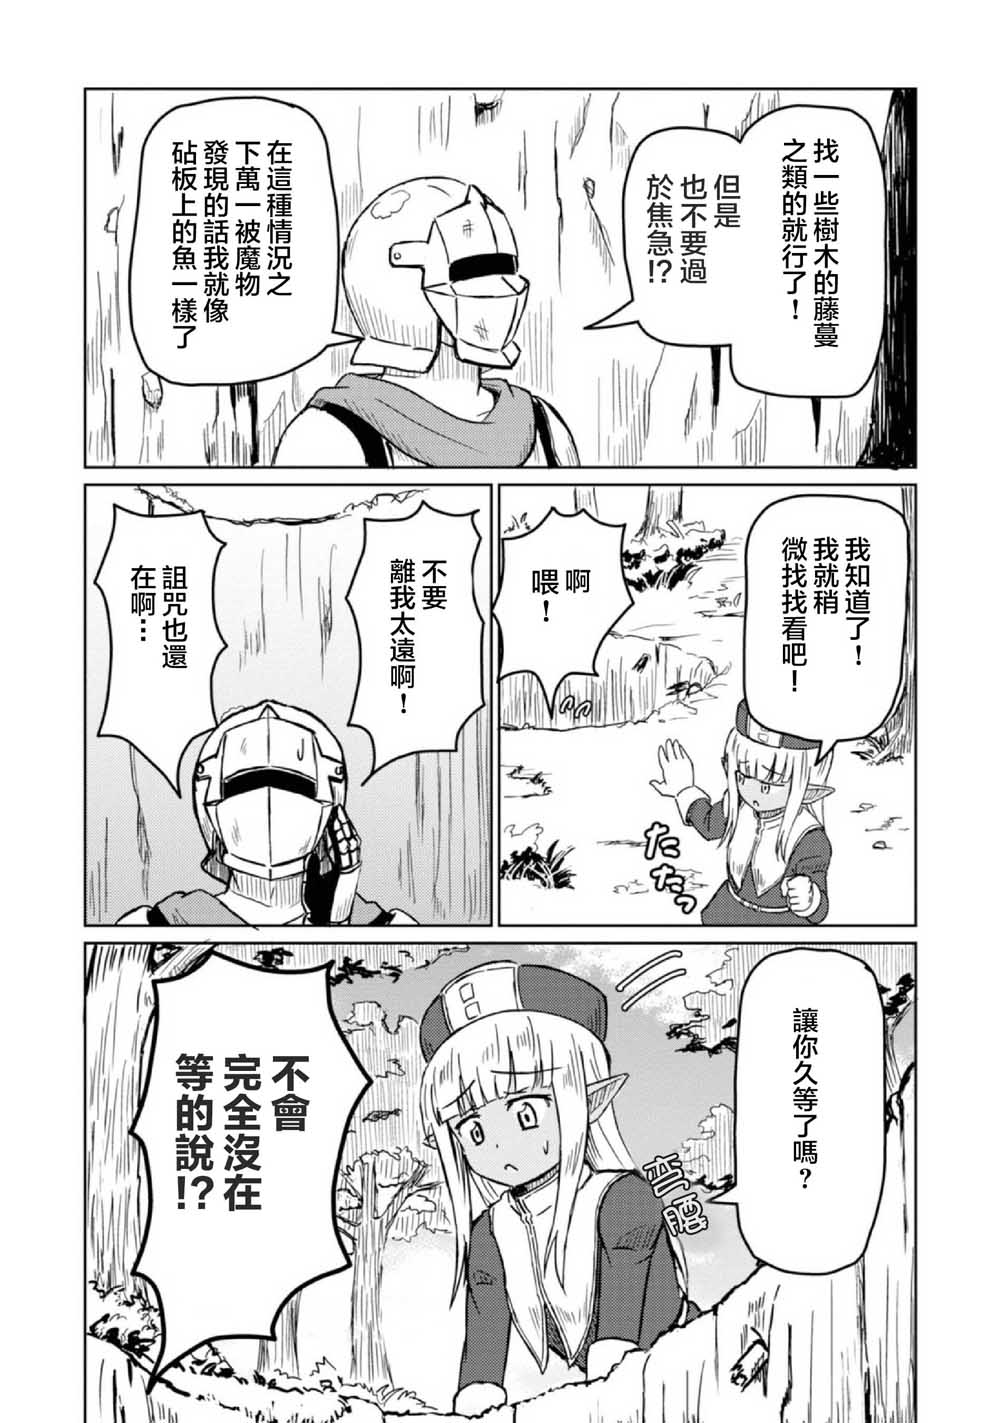 找一些樹木的藤蔓
之類的就行了！
但是
也不要過
於焦急!?
在這種情況之
下萬一被魔物
發現的話我就像
砧板上的魚一樣了
我知道了！
我就稍
微找找看吧！
たたっ
啊
喂！
不要
離我太遠啊！
詛咒也還
在啊…
讓你久等了嗎？
弯腰
不會
完全沒在
等的說!?